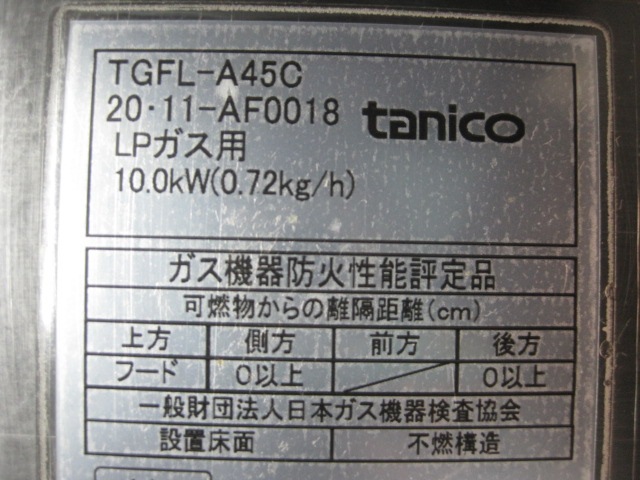 TGFL-A45C
20・11-AF0018
tanico
LPガス用
10.0kW(0.72kg/h)
ガス機器防火性能評定品
可燃物からの離隔距離(cm)
上方 側方 前方 後方
フード 0以上 0以上
一般財団法人日本ガス機器検査協会
設置床面 不燃構造